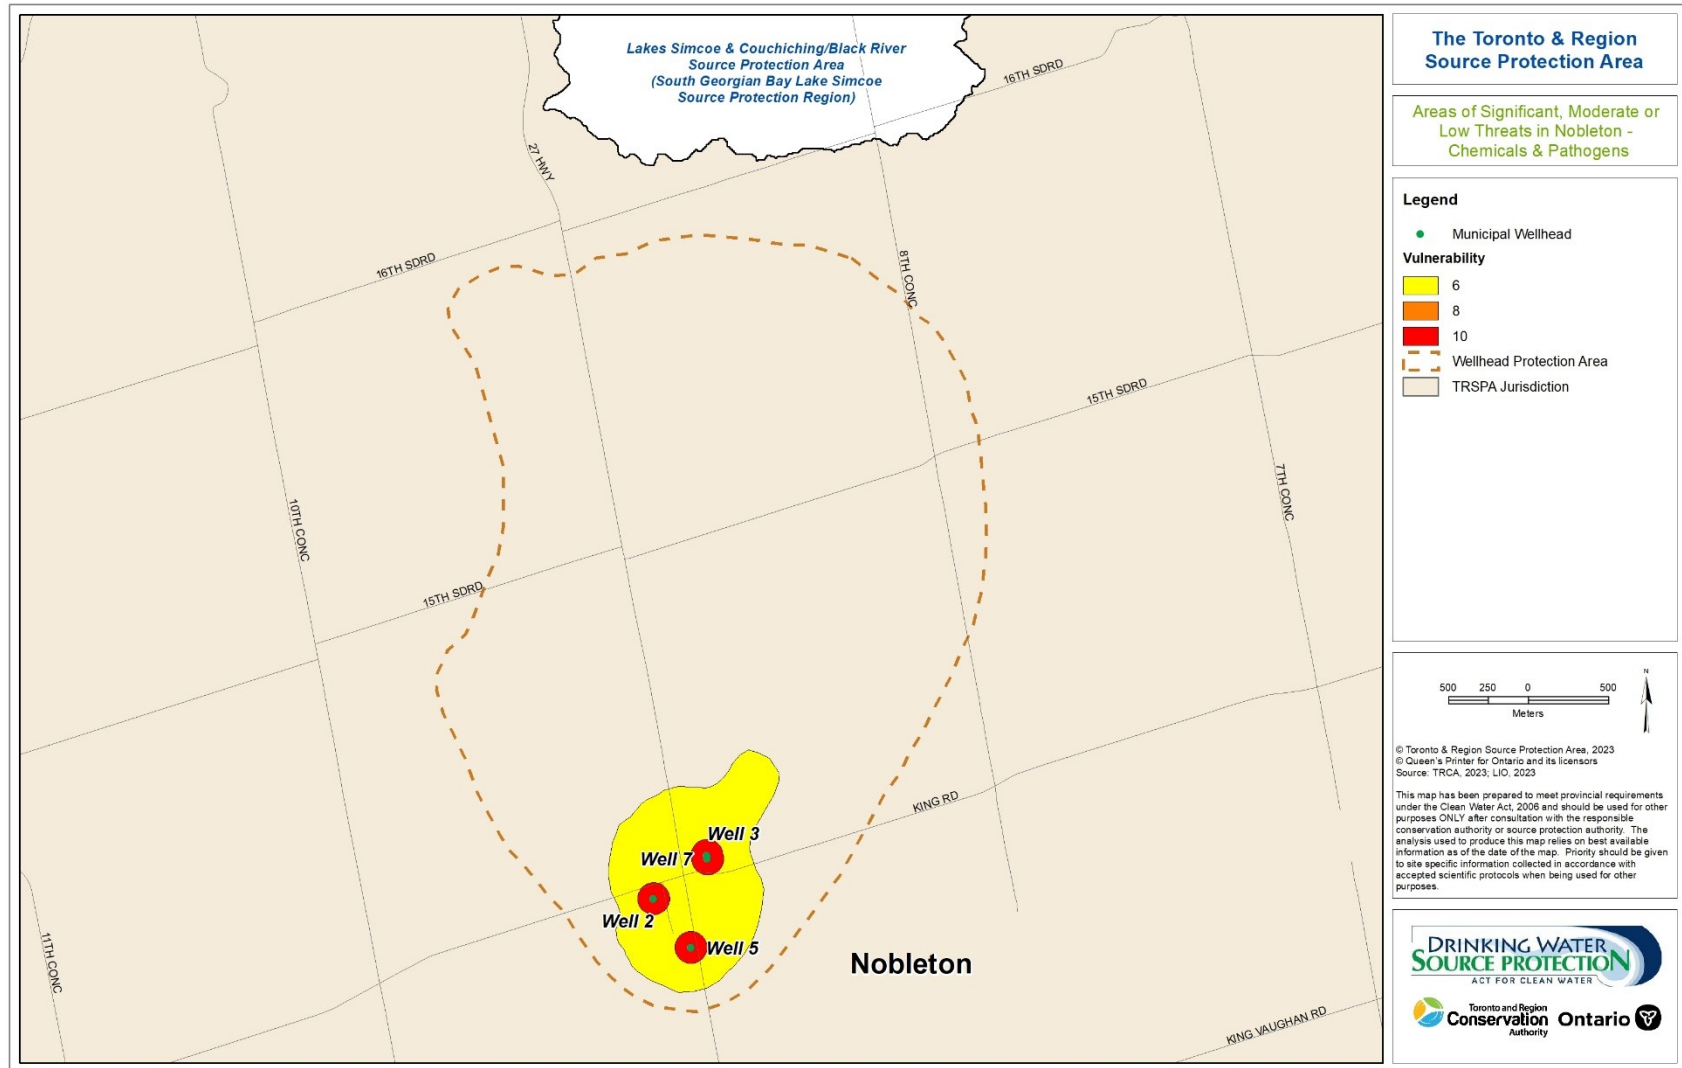 Lakes Simcoe & Couchiching/Black River
Source Protection Area
(South Georgian Bay Lake Simcoe
Source Protection Region)
16TH SDRD
27 HWY
16TH SDRD
8TH CONC
15TH SDRD
7TH CONC
10TH CONC
15TH SDRD
KING RD
Well 3
Well 7
Well 2
Well 5
Nobleton
11TH CONC
KING VAUGHAN RD
The Toronto & Region
Source Protection Area
Areas of Significant, Moderate or
Low Threats in Nobleton -
Chemicals & Pathogens
Legend
Municipal Wellhead
Vulnerability
6
8
10
Wellhead Protection Area
TRSPA Jurisdiction
500 250 0 500
Meters
N
© Toronto & Region Source Protection Area, 2023
© Queen's Printer for Ontario and its licensors
Source: TRCA, 2023; LIO, 2023
This map has been prepared to meet provincial requirements
under the Clean Water Act, 2006 and should be used for other
purposes ONLY after consultation with the responsible
conservation authority or source protection authority. The
analysis used to produce this map relies on best available
information as of the date of the map. Priority should be given
to site specific information collected in accordance with
accepted scientific protocols when being used for other
purposes.
DRINKING WATER
SOURCE PROTECTION
ACT FOR CLEAN WATER
Toronto and Region
Conservation
Authority
Ontario